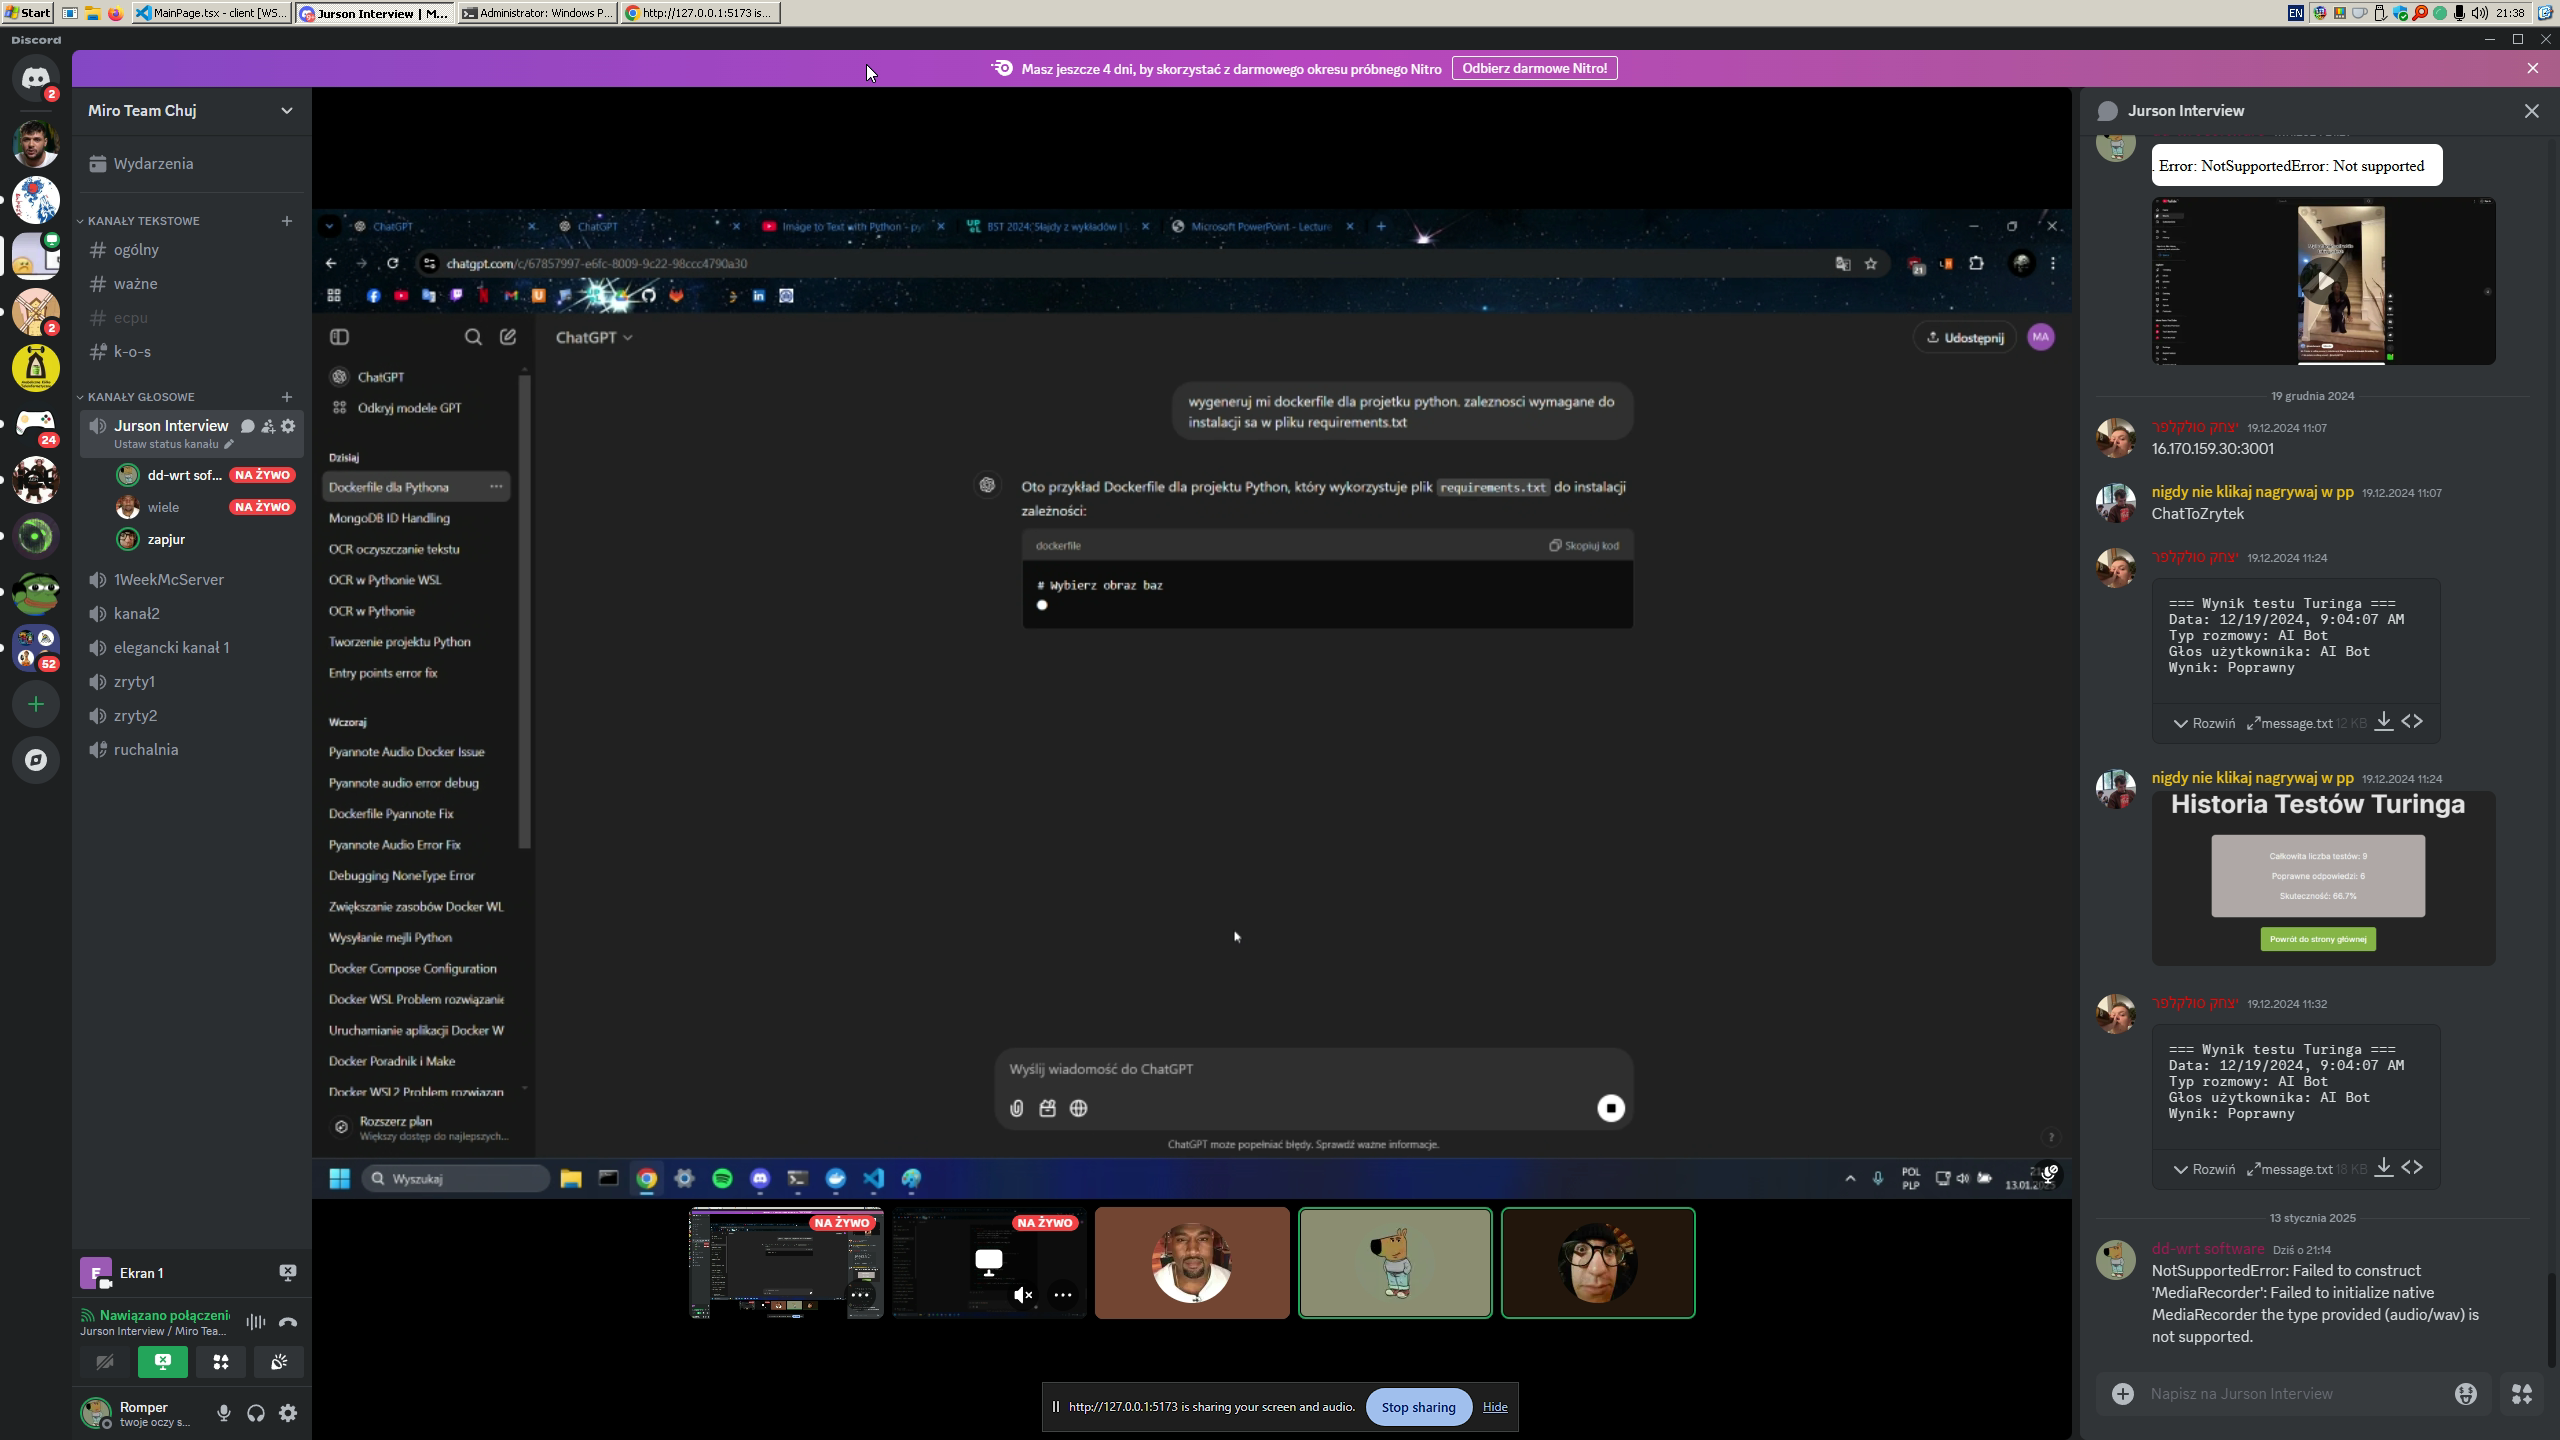 Start
MainPage.tsx - client [WS...
Jurson Interview | M...
Administrator: Windows P...
http://127.0.0.1:5173 is...
EN
21:38
Discord
Masz jeszcze 4 dni, by skorzystać z darmowego okresu próbnego Nitro
Odbierz darmowe Nitro!
2
2
24
52
Miro Team Chuj
Wydarzenia
KANAŁY TEKSTOWE
ogólny
ważne
ecpu
k-o-s
KANAŁY GŁOSOWE
Jurson Interview
Ustaw status kanału
dd-wrt sof... NA ŻYWO
wiele NA ŻYWO
zapjur
1WeekMcServer
kanał2
elegancki kanał 1
zryty1
zryty2
ruchalnia
E
Ekran 1
Nawiązano połączeni
Jurson Interview / Miro Tea...
Romper
twoje oczy s...
ChatGPT
ChatGPT
Image to Text with Python - py
BST 2024: Slajdy z wykładów |
Microsoft PowerPoint - Lecture
chatgpt.com/c/67857997-e6fc-8009-9c22-98ccc4790a30
21
ChatGPT
Udostępnij
MA
ChatGPT
Odkryj modele GPT
Dzisiaj
Dockerfile dla Pythona
MongoDB ID Handling
OCR oczyszczanie tekstu
OCR w Pythonie WSL
OCR w Pythonie
Tworzenie projektu Python
Entry points error fix
Wczoraj
Pyannote Audio Docker Issue
Pyannote audio error debug
Dockerfile Pyannote Fix
Pyannote Audio Error Fix
Debugging NoneType Error
Zwiększanie zasobów Docker WL
Wysyłanie mejli Python
Docker Compose Configuration
Docker WSL Problem rozwiązanie
Uruchamianie aplikacji Docker W
Docker Poradnik i Make
Docker WSL2 Problem rozwiazan
Rozszerz plan
Większy dostęp do najlepszych...
wygeneruj mi dockerfile dla projetku python. zaleznosci wymagane do
instalacji sa w pliku requirements.txt
Oto przykład Dockerfile dla projektu Python, który wykorzystuje plik requirements.txt do instalacji
zależności:
dockerfile
Skopiuj kod
# Wybierz obraz baz
Wyślij wiadomość do ChatGPT
ChatGPT może popełniać błędy. Sprawdź ważne informacje.
?
Wyszukaj
POL
PLP
13.01.2
NA ŻYWO
NA ŻYWO
http://127.0.0.1:5173 is sharing your screen and audio.
Stop sharing
Hide
Jurson Interview
. Error: NotSupportedError: Not supported
19 grudnia 2024
יצחק סולקלפר 19.12.2024 11:07
16.170.159.30:3001
nigdy nie klikaj nagrywaj w pp 19.12.2024 11:07
ChatToZrytek
יצחק סולקלפר 19.12.2024 11:24
=== Wynik testu Turinga ===
Data: 12/19/2024, 9:04:07 AM
Typ rozmowy: AI Bot
Głos użytkownika: AI Bot
Wynik: Poprawny
Rozwiń message.txt 12 KB
nigdy nie klikaj nagrywaj w pp 19.12.2024 11:24
Historia Testów Turinga
Całkowita liczba testów: 9
Poprawne odpowiedzi: 6
Skuteczność: 66.7%
Powrót do strony głównej
יצחק סולקלפר 19.12.2024 11:32
=== Wynik testu Turinga ===
Data: 12/19/2024, 9:04:07 AM
Typ rozmowy: AI Bot
Głos użytkownika: AI Bot
Wynik: Poprawny
Rozwiń message.txt 18 KB
13 stycznia 2025
dd-wrt software Dziś o 21:14
NotSupportedError: Failed to construct
'MediaRecorder': Failed to initialize native
MediaRecorder the type provided (audio/wav) is
not supported.
Napisz na Jurson Interview